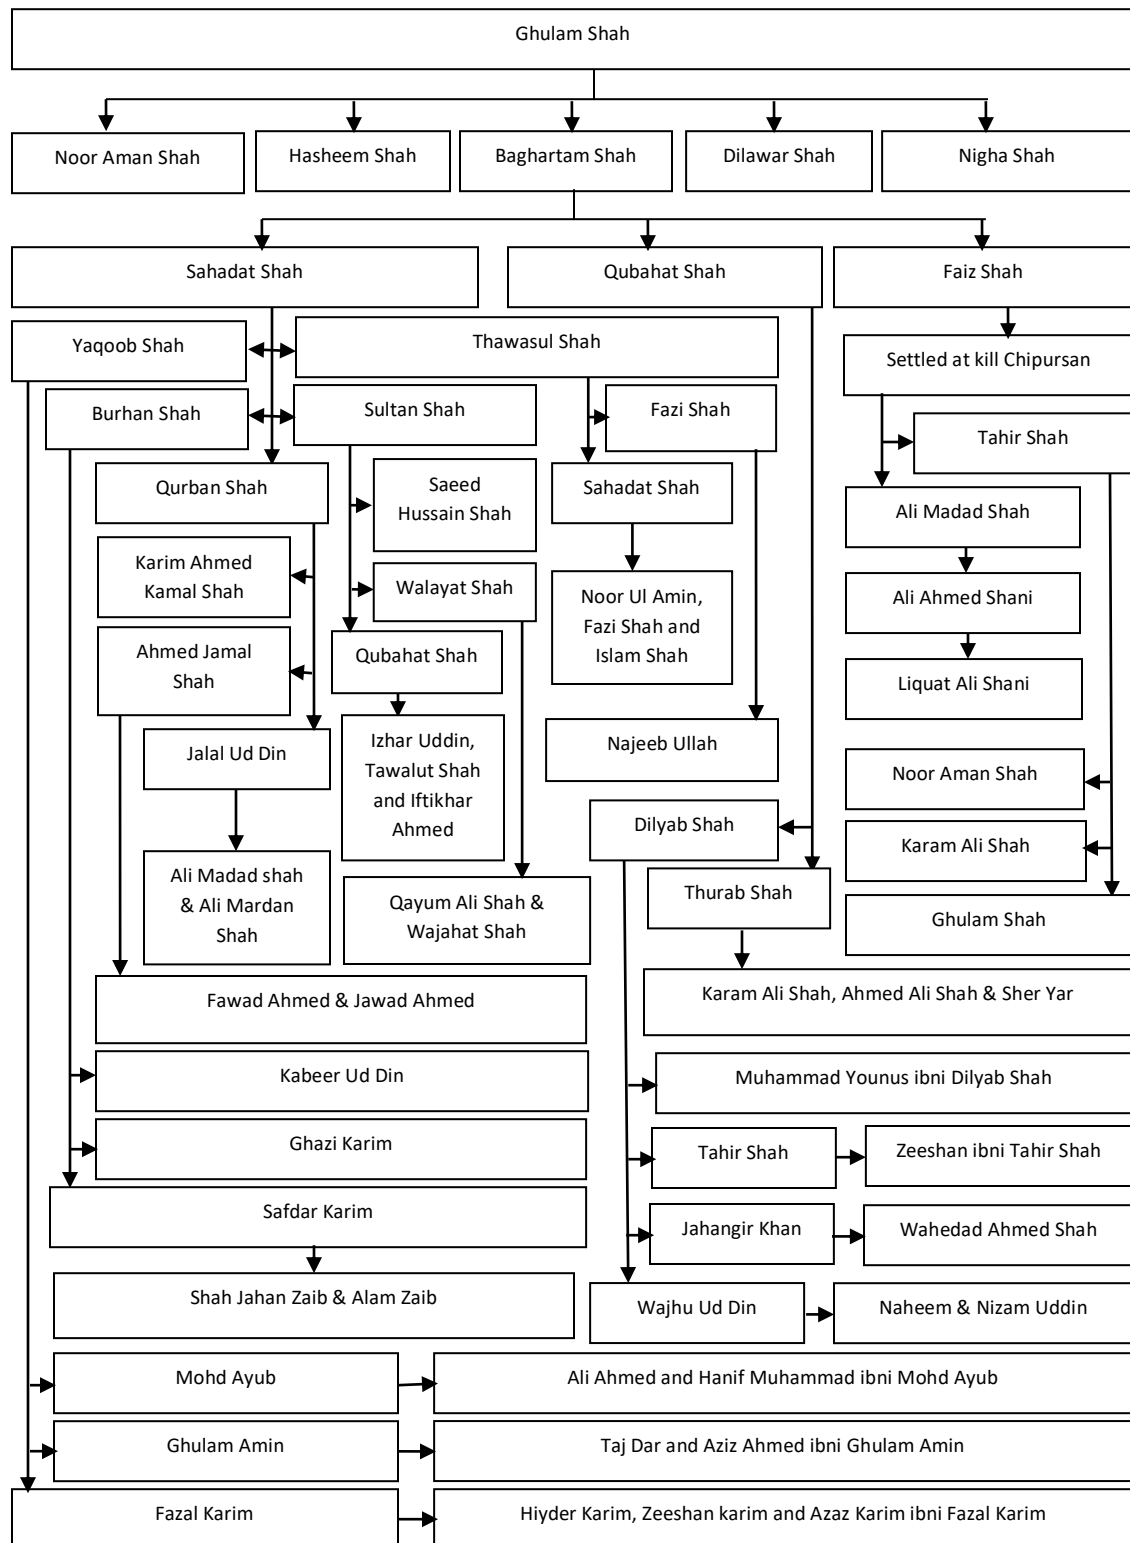 Ghulam Shah
Noor Aman Shah
Hasheem Shah
Baghartam Shah
Dilawar Shah
Nigha Shah
Sahadat Shah
Qubahat Shah
Faiz Shah
Yaqoob Shah
Thawasul Shah
Settled at kill Chipursan
Burhan Shah
Sultan Shah
Fazi Shah
Tahir Shah
Qurban Shah
Saeed
Hussain Shah
Sahadat Shah
Ali Madad Shah
Karim Ahmed
Kamal Shah
Walayat Shah
Noor Ul Amin,
Fazi Shah and
Islam Shah
Ali Ahmed Shani
Ahmed Jamal
Shah
Qubahat Shah
Liquat Ali Shani
Jalal Ud Din
Izhar Uddin,
Tawalut Shah
and Iftikhar
Ahmed
Najeeb Ullah
Noor Aman Shah
Dilyab Shah
Karam Ali Shah
Ali Madad shah
& Ali Mardan
Shah
Qayum Ali Shah &
Wajahat Shah
Thurab Shah
Ghulam Shah
Fawad Ahmed & Jawad Ahmed
Karam Ali Shah, Ahmed Ali Shah & Sher Yar
Kabeer Ud Din
Muhammad Younus ibni Dilyab Shah
Ghazi Karim
Tahir Shah
Zeeshan ibni Tahir Shah
Safdar Karim
Jahangir Khan
Wahedad Ahmed Shah
Shah Jahan Zaib & Alam Zaib
Wajhu Ud Din
Naheem & Nizam Uddin
Mohd Ayub
Ali Ahmed and Hanif Muhammad ibni Mohd Ayub
Ghulam Amin
Taj Dar and Aziz Ahmed ibni Ghulam Amin
Fazal Karim
Hiyder Karim, Zeeshan karim and Azaz Karim ibni Fazal Karim